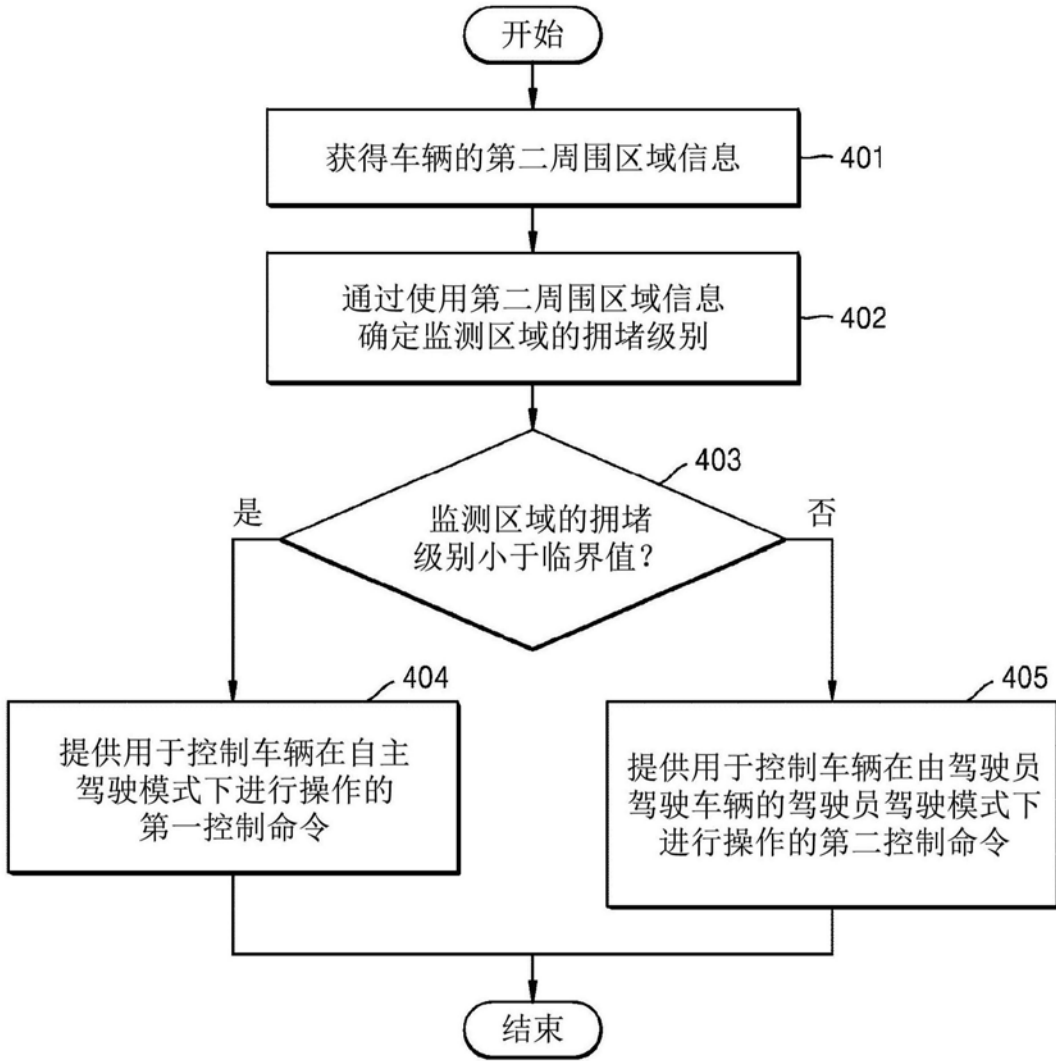 开始
获得车辆的第二周围区域信息
401
通过使用第二周围区域信息
确定监测区域的拥堵级别
402
403
监测区域的拥堵
级别小于临界值？
是
否
404
提供用于控制车辆在自主
驾驶模式下进行操作的
第一控制命令
405
提供用于控制车辆在由驾驶员
驾驶车辆的驾驶员驾驶模式下
进行操作的第二控制命令
结束